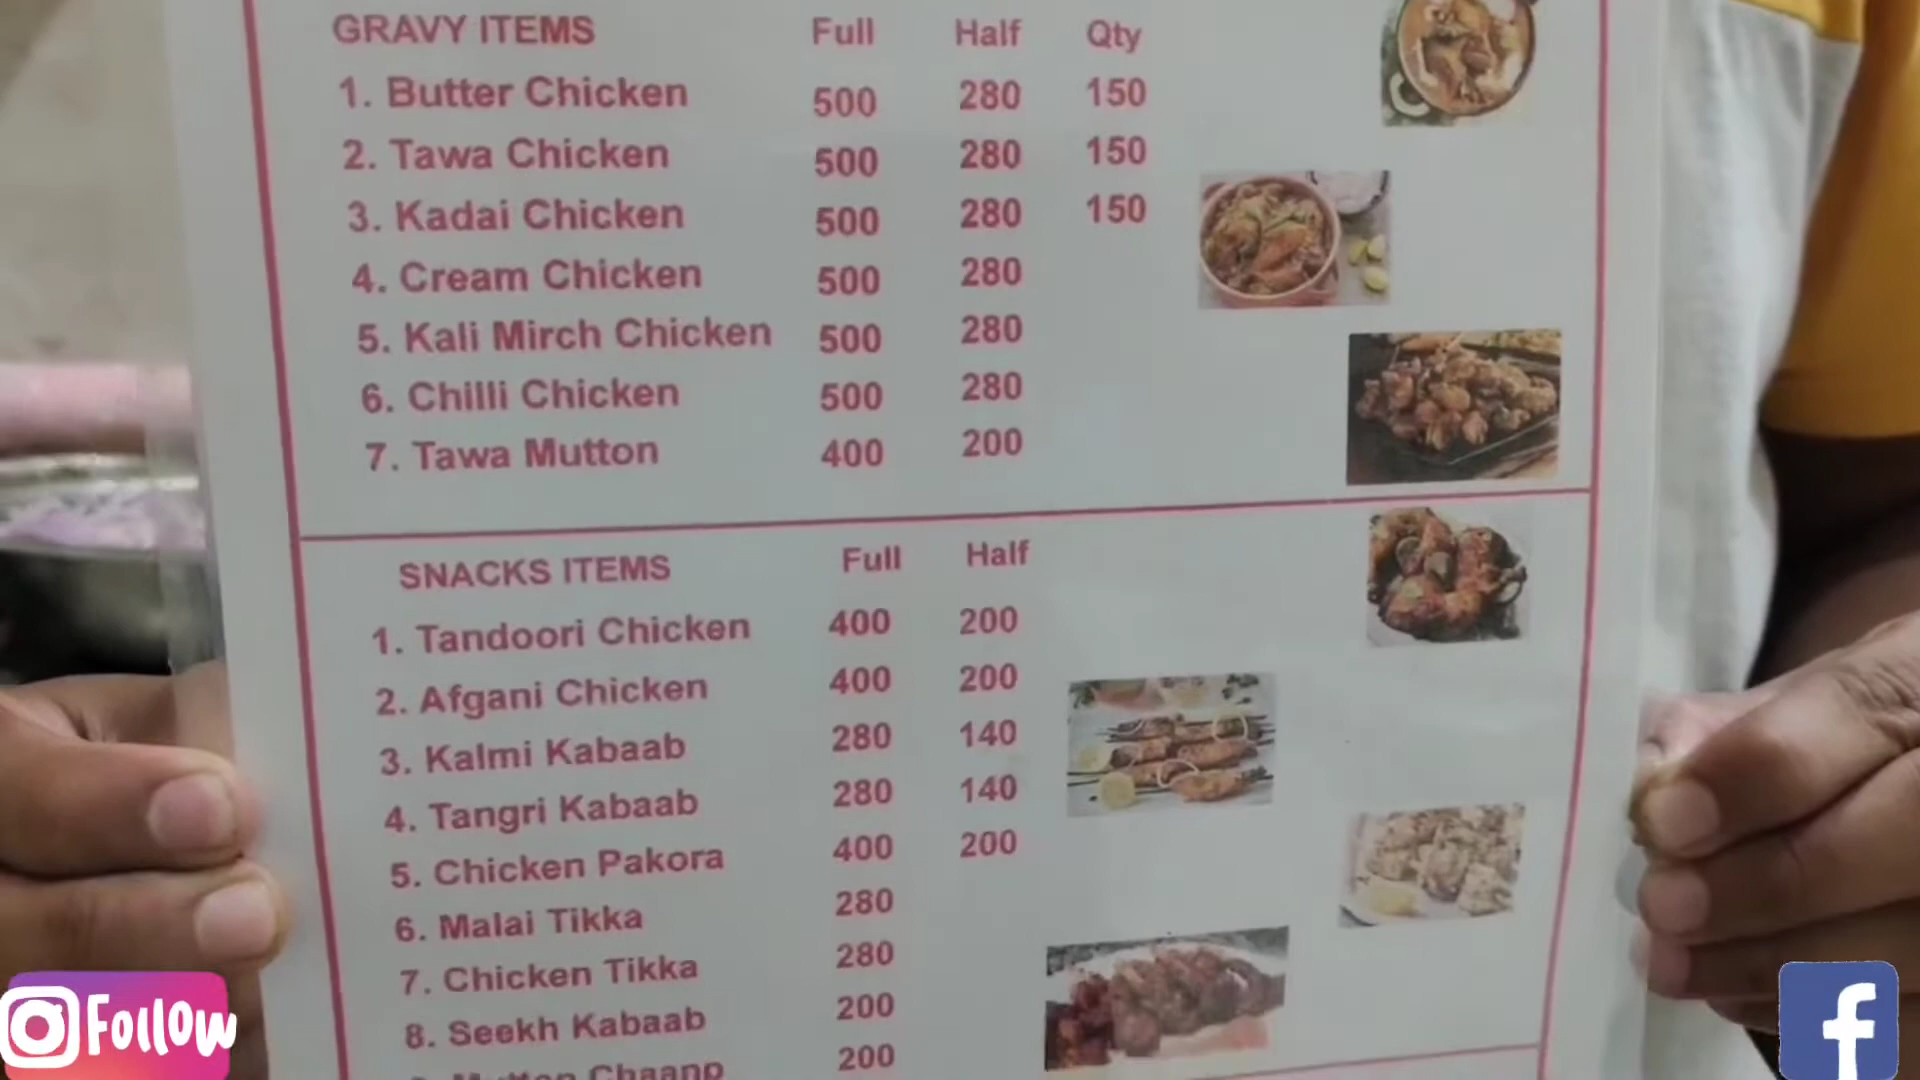 GRAVY ITEMS Full Half Qty
1. Butter Chicken 500 280 150
2. Tawa Chicken 500 280 150
3. Kadai Chicken 500 280 150
4. Cream Chicken 500 280
5. Kali Mirch Chicken 500 280
6. Chilli Chicken 500 280
7. Tawa Mutton 400 200
SNACKS ITEMS Full Half
1. Tandoori Chicken 400 200
2. Afgani Chicken 400 200
3. Kalmi Kabaab 280 140
4. Tangri Kabaab 280 140
5. Chicken Pakora 400 200
6. Malai Tikka 280
7. Chicken Tikka 280
8. Seekh Kabaab 200
Mutton Chaanp 200
Follow
f